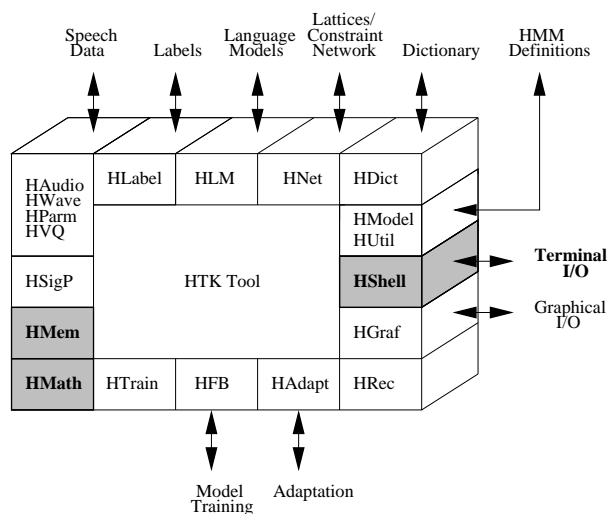 Speech
Data
Labels
Language
Models
Lattices/
Constraint
Network
Dictionary
HMM
Definitions
HAudio
HWave
HParm
HVQ
HLabel
HLM
HNet
HDict
HModel
HUtil
HSigP
HTK Tool
HShell
Terminal
I/O
HMem
HGraf
Graphical
I/O
HMath
HTrain
HFB
HAdapt
HRec
Model
Training
Adaptation